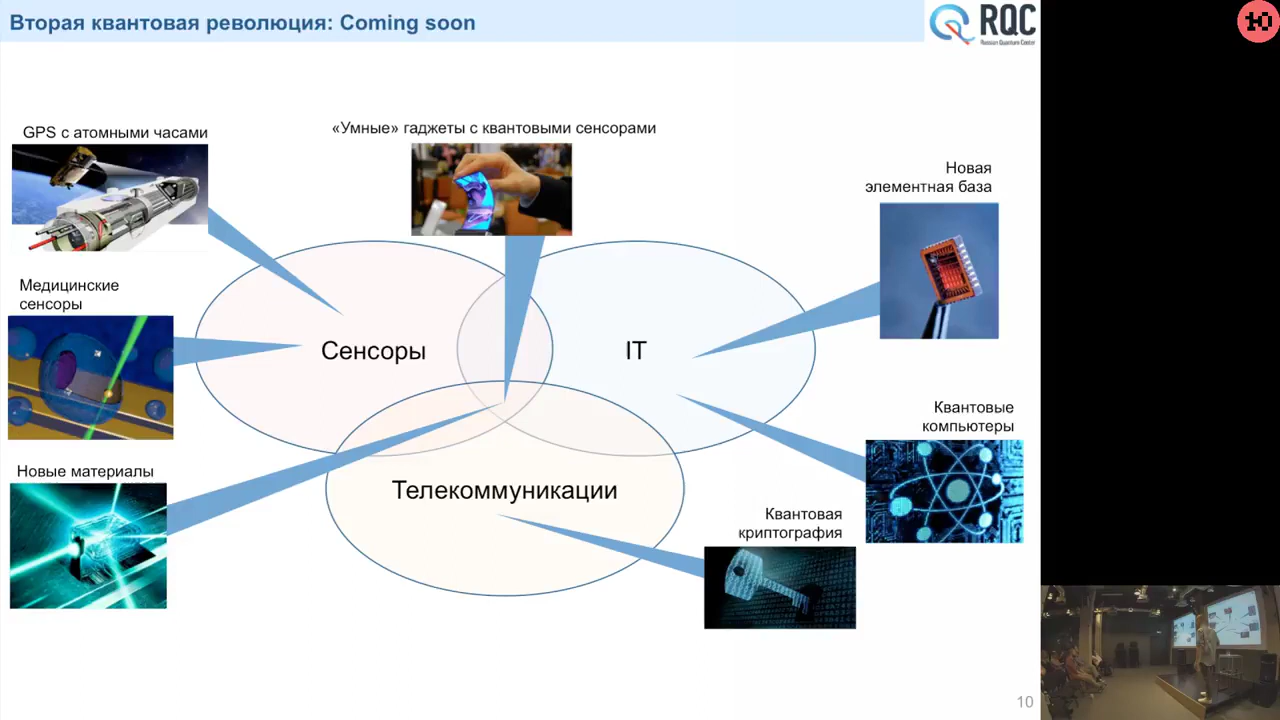 Вторая квантовая революция: Coming soon
RQC
Russian Quantum Center
Ю
GPS с атомными часами
«Умные» гаджеты с квантовыми сенсорами
Новая
элементная база
Медицинские
сенсоры
Сенсоры
IT
Квантовые
компьютеры
Новые материалы
Телекоммуникации
Квантовая
криптография
10